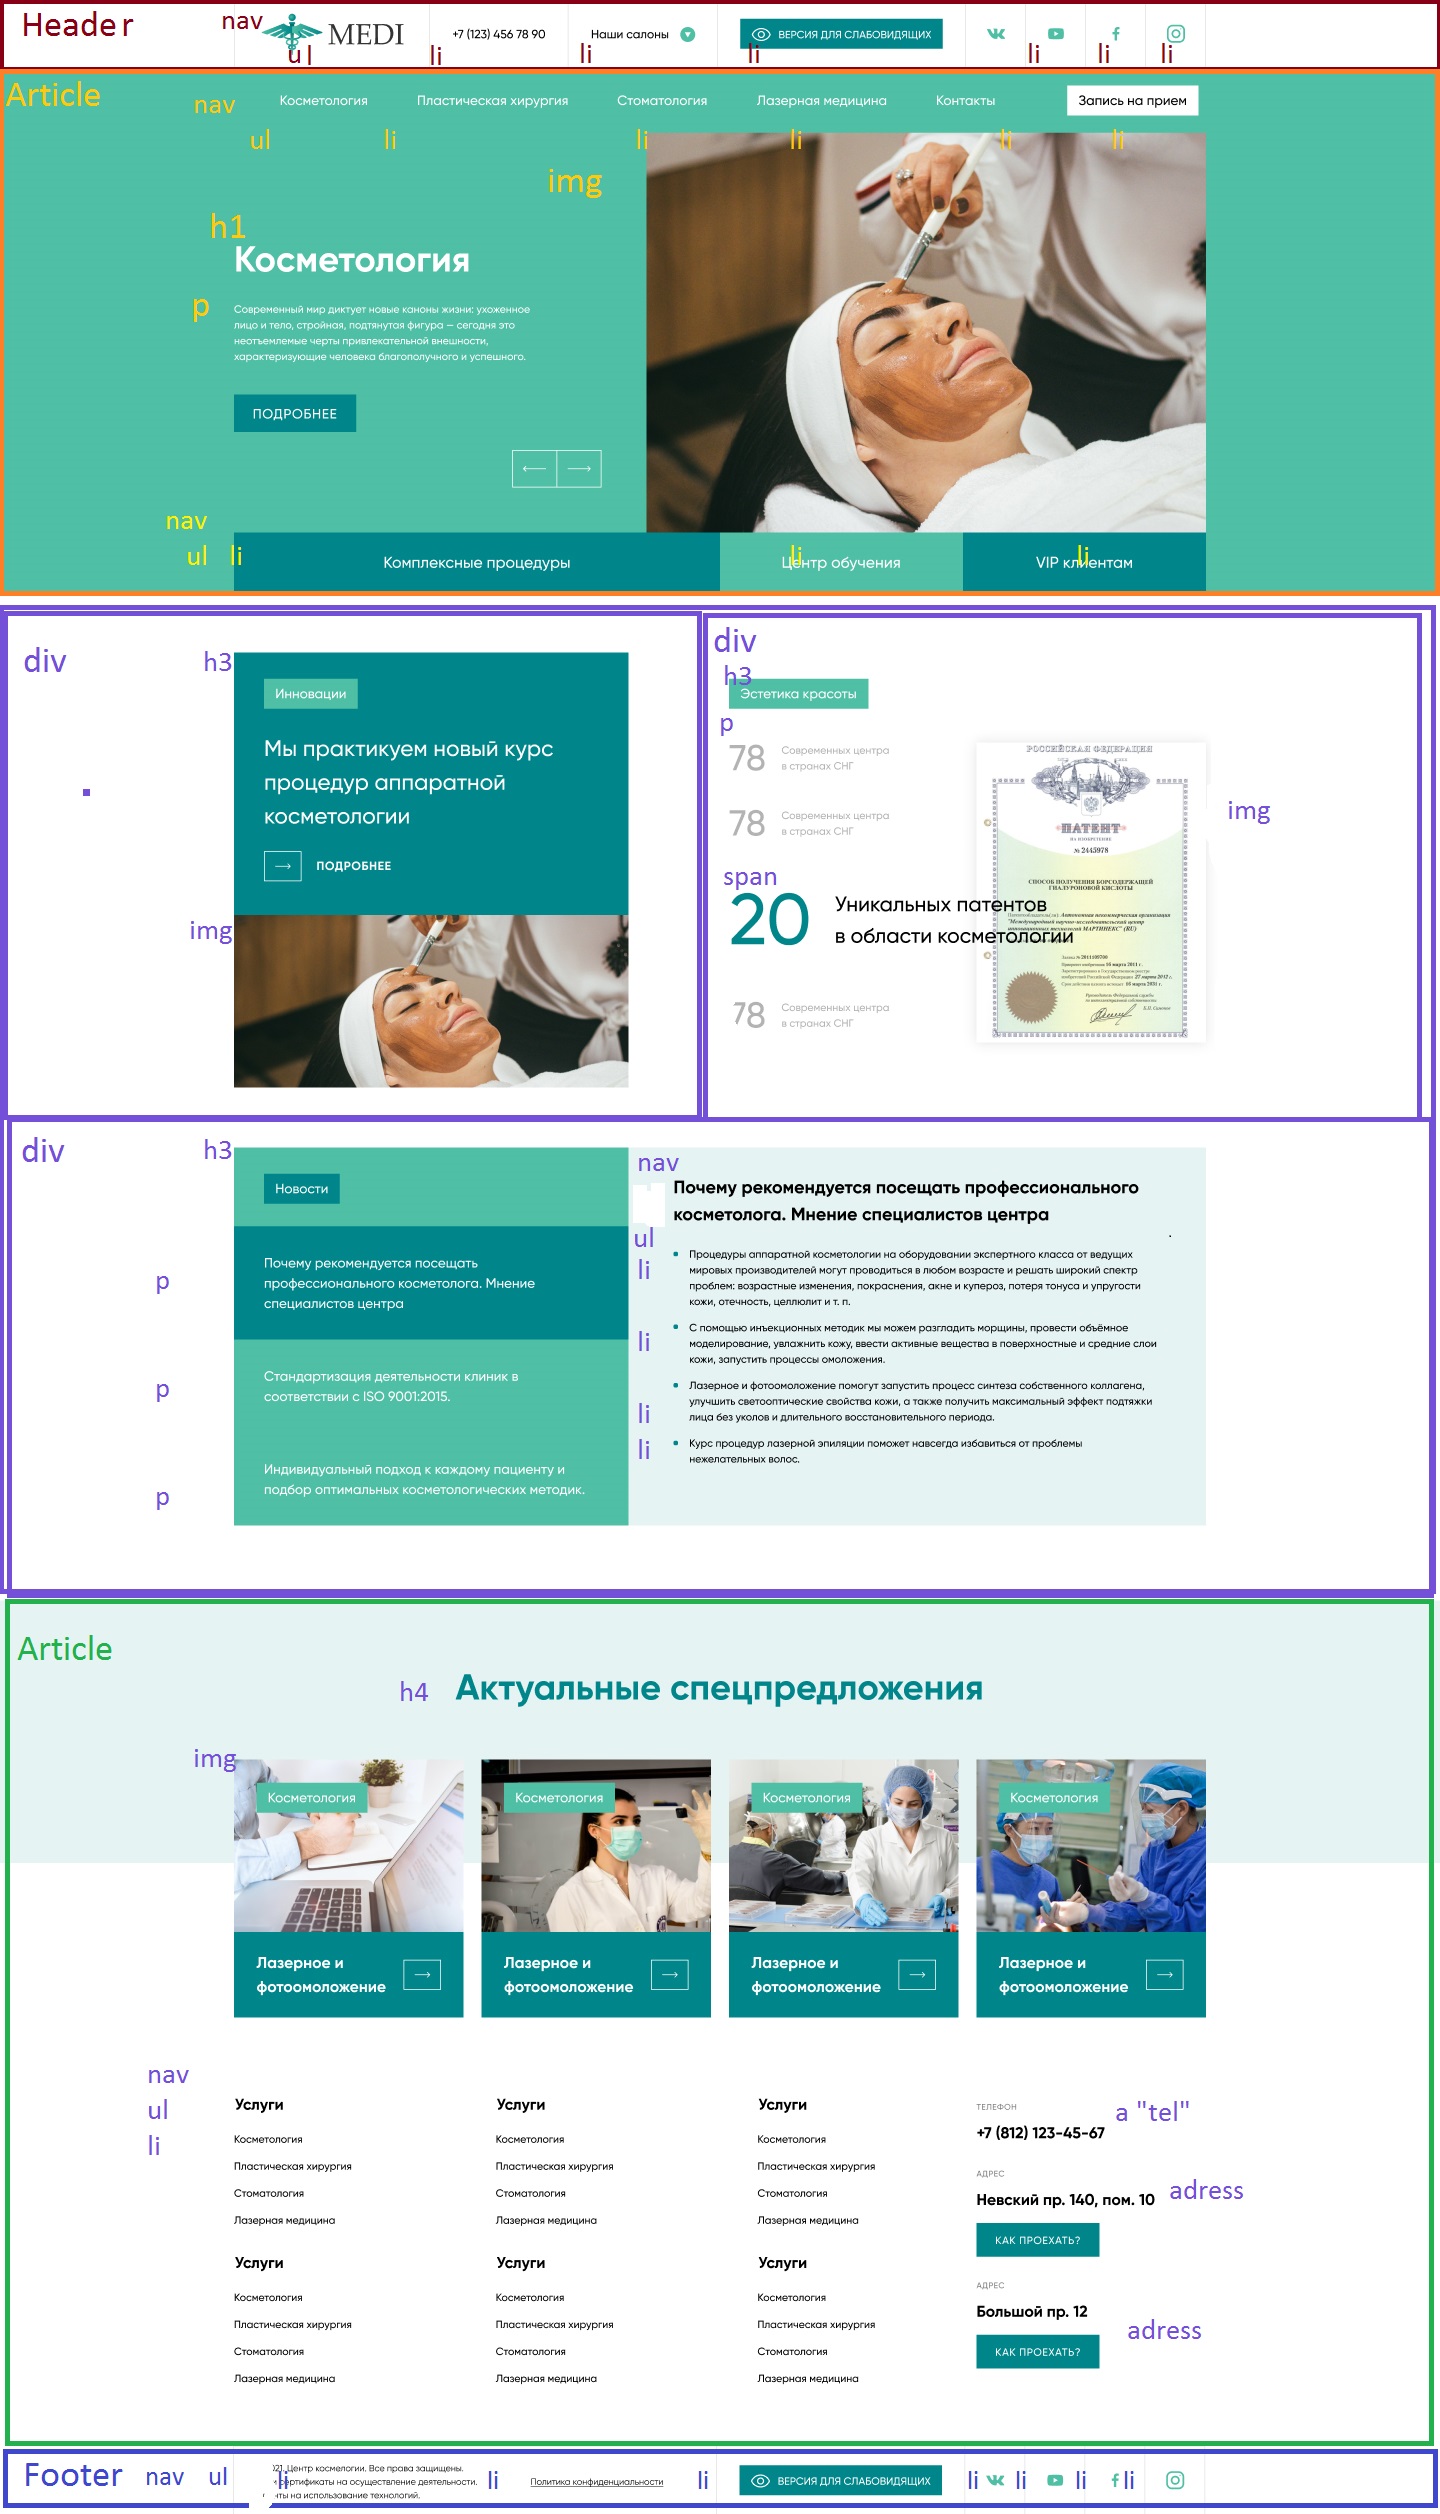 Header
nav
MEDI
+7 (123) 456 78 90
Наши салоны
ВЕРСИЯ ДЛЯ СЛАБОВИДЯЩИХ
ul
li
li
li
li
li
li
Article
nav
Косметология
Пластическая хирургия
Стоматология
Лазерная медицина
Контакты
Запись на прием
ul
li
li
li
li
li
img
h1
Косметология
p
Современный мир диктует новые каноны жизни: ухоженное
лицо и тело, стройная, подтянутая фигура — сегодня это
неотъемлемые черты привлекательной внешности,
характеризующие человека благополучного и успешного.
ПОДРОБНЕЕ
nav
ul li
Комплексные процедуры
li
Центр обучения
li
VIP клиентам
div
h3
Инновации
Мы практикуем новый курс
процедур аппаратной
косметологии
ПОДРОБНЕЕ
img
div
h3
Эстетика красоты
p
78
Современных центра
в странах СНГ
78
Современных центра
в странах СНГ
span
20
Уникальных патентов
в области косметологии
78
Современных центра
в странах СНГ
РОССІЙСКАЯ ФЕДЕРАЦИЯ
ПАТЕНТ
НА ИЗОБРЕТЕНИЕ
№ 2445978
СПОСОБ ПОЛУЧЕНИЯ БОРСОДЕРЖАЩЕЙ
ГИАЛУРОНОВОЙ КИСЛОТЫ
img
div
h3
Новости
p
Почему рекомендуется посещать
профессионального косметолога. Мнение
специалистов центра
p
Стандартизация деятельности клиник в
соответствии с ISO 9001:2015.
p
Индивидуальный подход к каждому пациенту и
подбор оптимальных косметологических методик.
nav
Почему рекомендуется посещать профессионального
косметолога. Мнение специалистов центра
ul
li
Процедуры аппаратной косметологии на оборудовании экспертного класса от ведущих
мировых производителей могут проводиться в любом возрасте и решать широкий спектр
проблем: возрастные изменения, покраснения, акне и купероз, потеря тонуса и упругости
кожи, отечность, целлюлит и т. п.
li
С помощью инъекционных методик мы можем разгладить морщины, провести объёмное
моделирование, увлажнить кожу, ввести активные вещества в поверхностные и средние слои
кожи, запустить процессы омоложения.
li
Лазерное и фотоомоложение помогут запустить процесс синтеза собственного коллагена,
улучшить светооптические свойства кожи, а также получить максимальный эффект подтяжки
лица без уколов и длительного восстановительного периода.
li
Курс процедур лазерной эпиляции поможет навсегда избавиться от проблемы
нежелательных волос.
Article
h4
Актуальные спецпредложения
img
Косметология
Косметология
Косметология
Косметология
Лазерное и
фотоомоложение
Лазерное и
фотоомоложение
Лазерное и
фотоомоложение
Лазерное и
фотоомоложение
nav
ul
li
Услуги
Косметология
Пластическая хирургия
Стоматология
Лазерная медицина
Услуги
Косметология
Пластическая хирургия
Стоматология
Лазерная медицина
Услуги
Косметология
Пластическая хирургия
Стоматология
Лазерная медицина
ТЕЛЕФОН
+7 (812) 123-45-67
a "tel"
АДРЕС
Невский пр. 140, пом. 10
adress
КАК ПРОЕХАТЬ?
Услуги
Косметология
Пластическая хирургия
Стоматология
Лазерная медицина
Услуги
Косметология
Пластическая хирургия
Стоматология
Лазерная медицина
Услуги
Косметология
Пластическая хирургия
Стоматология
Лазерная медицина
АДРЕС
Большой пр. 12
adress
КАК ПРОЕХАТЬ?
Footer
nav
ul
21. Центр космелогии. Все права защищены.
сертификаты на осуществление деятельности.
на использование технологий.
li
li
Политика конфиденциальности
li
ВЕРСИЯ ДЛЯ СЛАБОВИДЯЩИХ
li
li
li
li